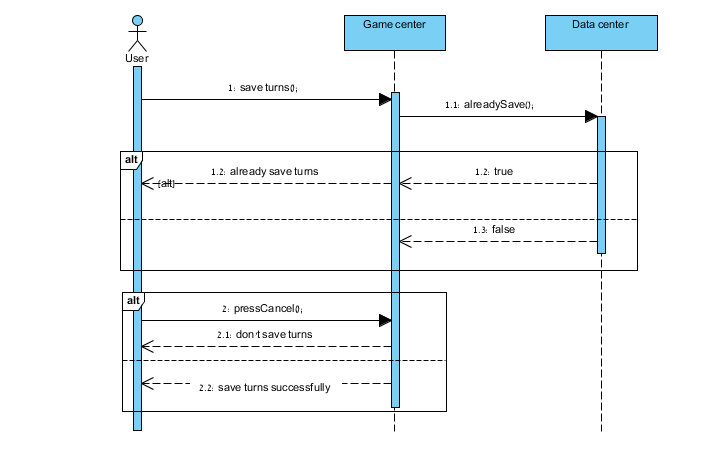 Game center
Data center
User
1: save turns();
1.1: alreadySave();
alt
1.2: already save turns
1.2: true
[alt]
1.3: false
alt
2: pressCancel();
2.1: don't save turns
2.2: save turns successfully